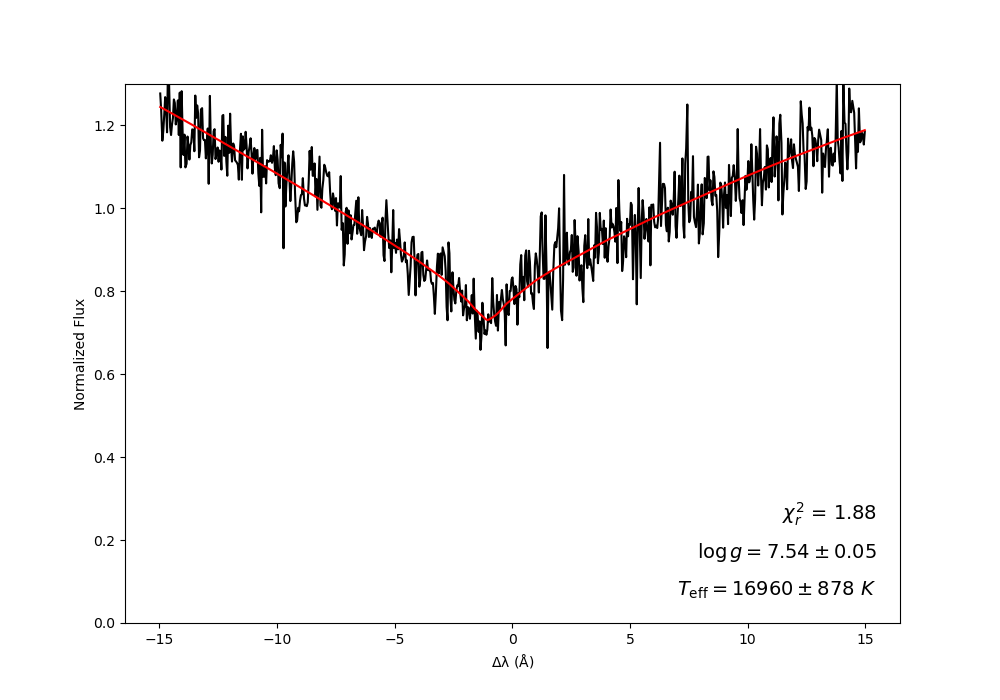 Normalized Flux
1.2
1.0
0.8
0.6
0.4
0.2
0.0
χ²ᵣ = 1.88
log g = 7.54 ± 0.05
T_eff = 16960 ± 878 K
−15 −10 −5 0 5 10 15
Δλ (Å)